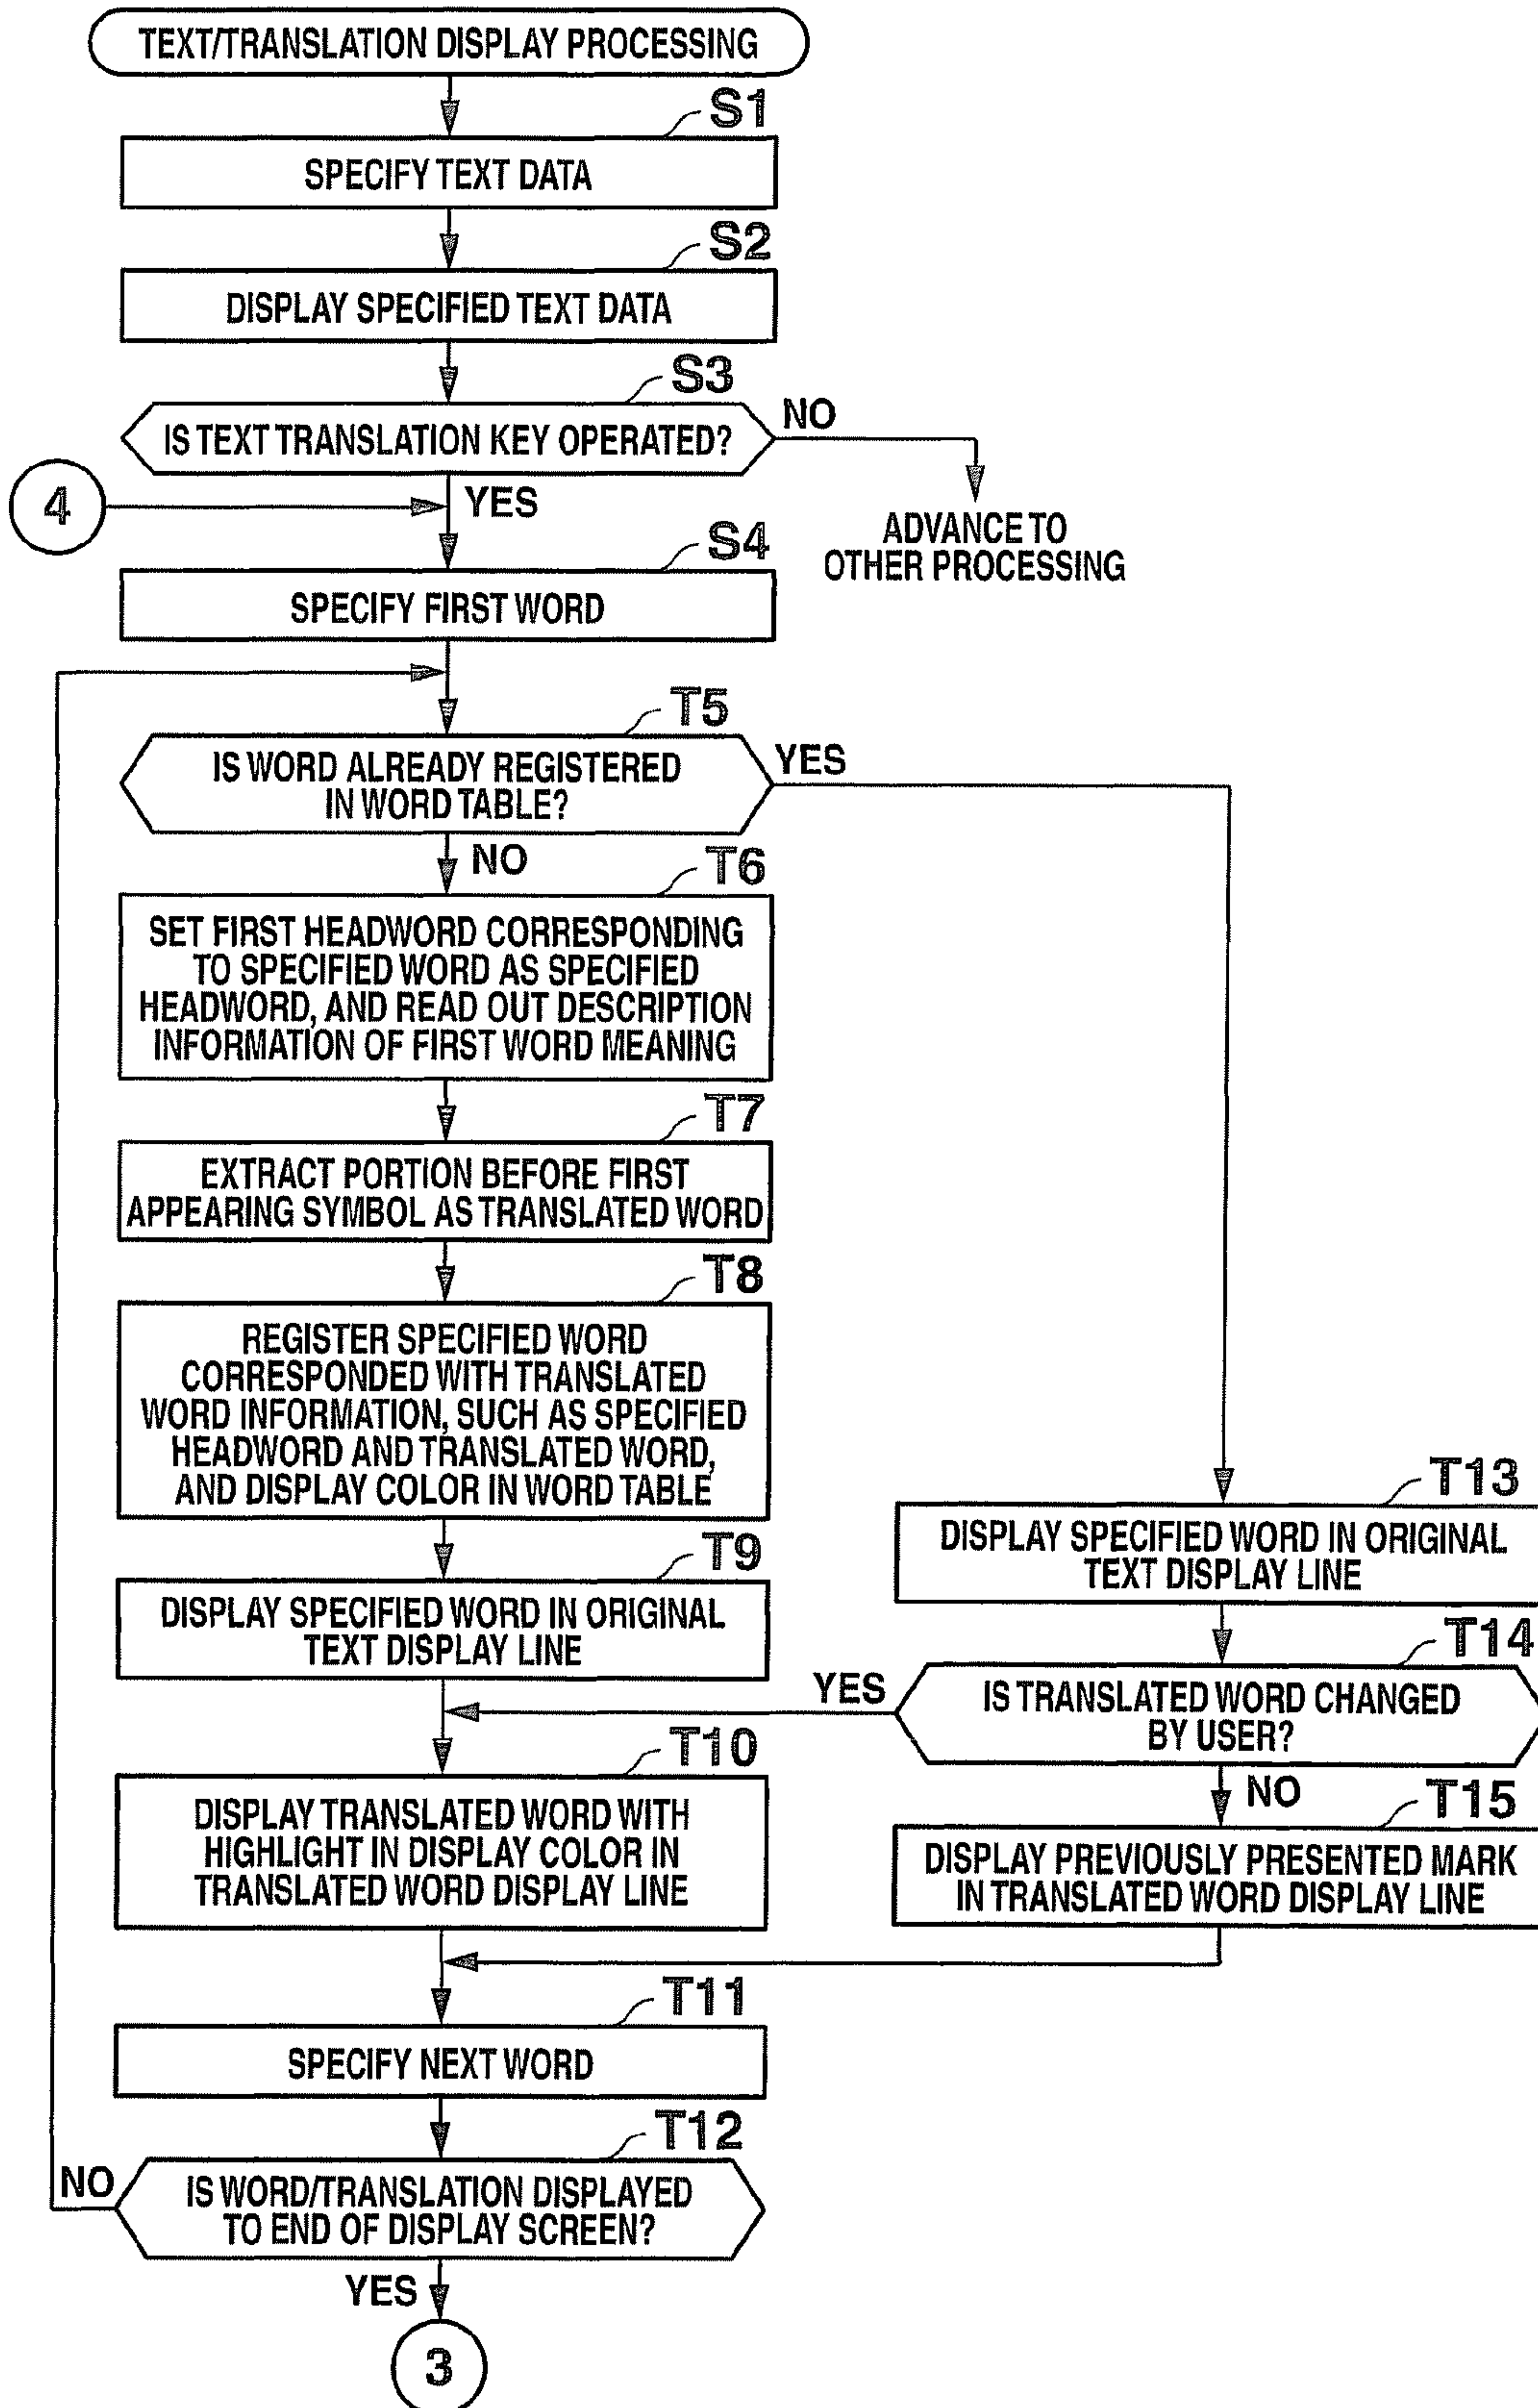 TEXT/TRANSLATION DISPLAY PROCESSING
S1
SPECIFY TEXT DATA
S2
DISPLAY SPECIFIED TEXT DATA
S3
IS TEXT TRANSLATION KEY OPERATED?
NO
4
YES
ADVANCE TO
OTHER PROCESSING
S4
SPECIFY FIRST WORD
T5
IS WORD ALREADY REGISTERED
IN WORD TABLE?
YES
NO
T6
SET FIRST HEADWORD CORRESPONDING
TO SPECIFIED WORD AS SPECIFIED
HEADWORD, AND READ OUT DESCRIPTION
INFORMATION OF FIRST WORD MEANING
T7
EXTRACT PORTION BEFORE FIRST
APPEARING SYMBOL AS TRANSLATED WORD
T8
REGISTER SPECIFIED WORD
CORRESPONDED WITH TRANSLATED
WORD INFORMATION, SUCH AS SPECIFIED
HEADWORD AND TRANSLATED WORD,
AND DISPLAY COLOR IN WORD TABLE
T9
DISPLAY SPECIFIED WORD IN ORIGINAL
TEXT DISPLAY LINE
T13
DISPLAY SPECIFIED WORD IN ORIGINAL
TEXT DISPLAY LINE
T14
IS TRANSLATED WORD CHANGED
BY USER?
YES
NO
T10
DISPLAY TRANSLATED WORD WITH
HIGHLIGHT IN DISPLAY COLOR IN
TRANSLATED WORD DISPLAY LINE
T15
DISPLAY PREVIOUSLY PRESENTED MARK
IN TRANSLATED WORD DISPLAY LINE
T11
SPECIFY NEXT WORD
T12
IS WORD/TRANSLATION DISPLAYED
TO END OF DISPLAY SCREEN?
NO
YES
3